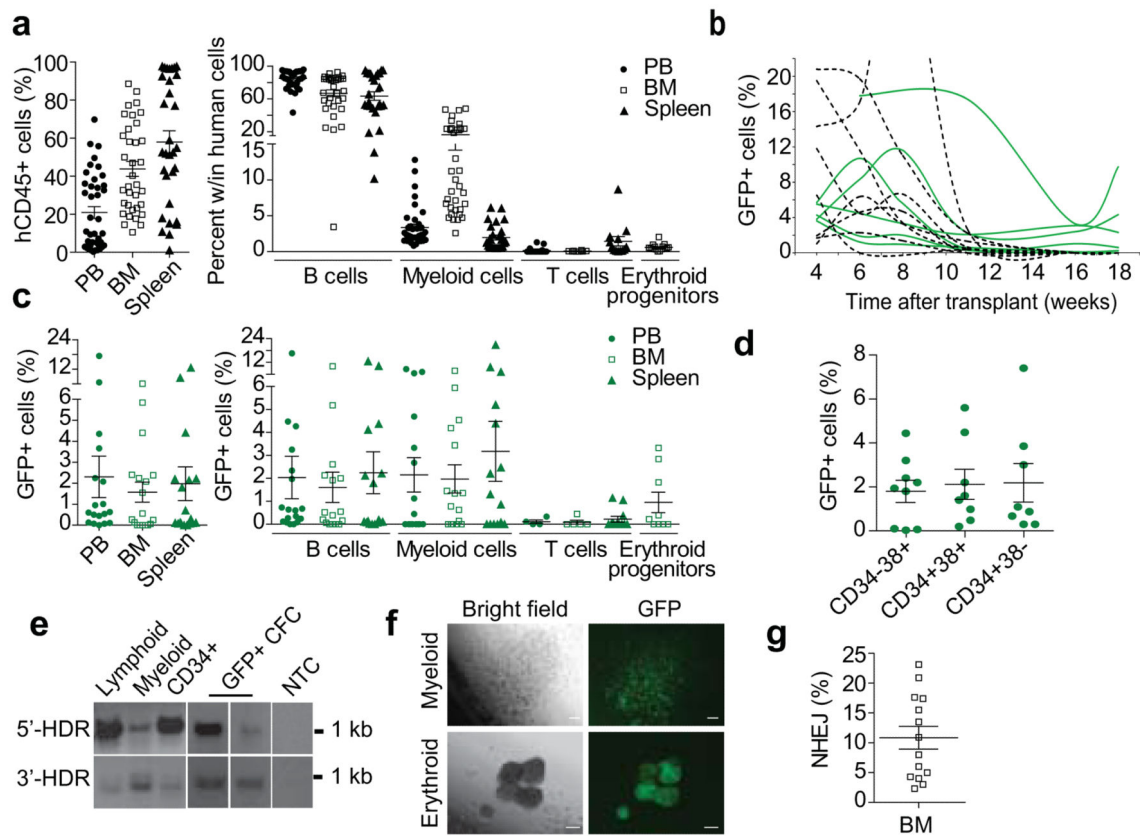 a
hCD45+ cells (%)
100
80
60
40
20
0
PB
BM
Spleen
Percent w/in human cells
100
60
20
15
10
5
0
PB
BM
Spleen
B cells
Myeloid cells
T cells
Erythroid
progenitors
b
GFP+ cells (%)
20
16
12
8
4
0
4 6 8 10 12 14 16 18
Time after transplant (weeks)
c
GFP+ cells (%)
24
12
6
5
4
3
2
1
0
PB
BM
Spleen
GFP+ cells (%)
24
12
6
5
4
3
2
1
0
PB
BM
Spleen
B cells
Myeloid cells
T cells
Erythroid
progenitors
d
GFP+ cells (%)
8
6
4
2
0
CD34-38+
CD34+38+
CD34+38-
e
Lymphoid
Myeloid
CD34+
GFP+ CFC
NTC
5'-HDR
1 kb
3'-HDR
1 kb
f
Bright field GFP
Myeloid
Erythroid
g
NHEJ (%)
25
20
15
10
5
0
BM